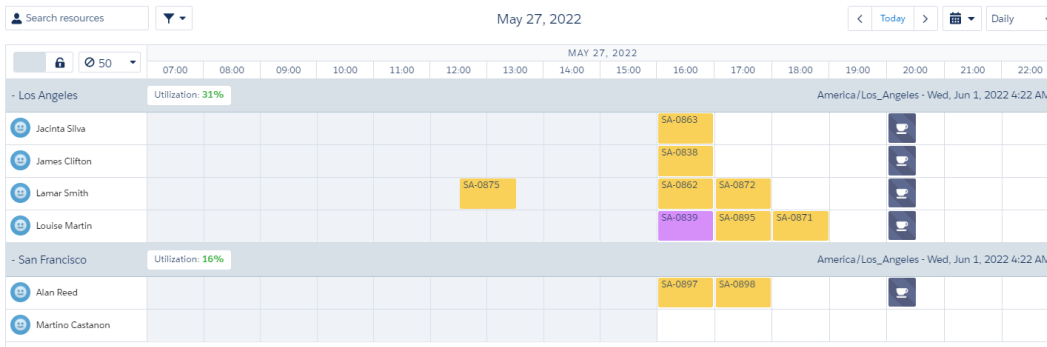 Search resources
May 27, 2022
Today
Daily
50
MAY 27, 2022
07:00 08:00 09:00 10:00 11:00 12:00 13:00 14:00 15:00 16:00 17:00 18:00 19:00 20:00 21:00 22:00
- Los Angeles Utilization: 31% America/Los_Angeles - Wed, Jun 1, 2022 4:22 AM
Jacinta Silva SA-0863
James Clifton SA-0838
Lamar Smith SA-0875 SA-0862 SA-0872
Louise Martin SA-0839 SA-0895 SA-0871
- San Francisco Utilization: 16% America/Los_Angeles - Wed, Jun 1, 2022 4:22 AM
Alan Reed SA-0897 SA-0898
Martino Castanon